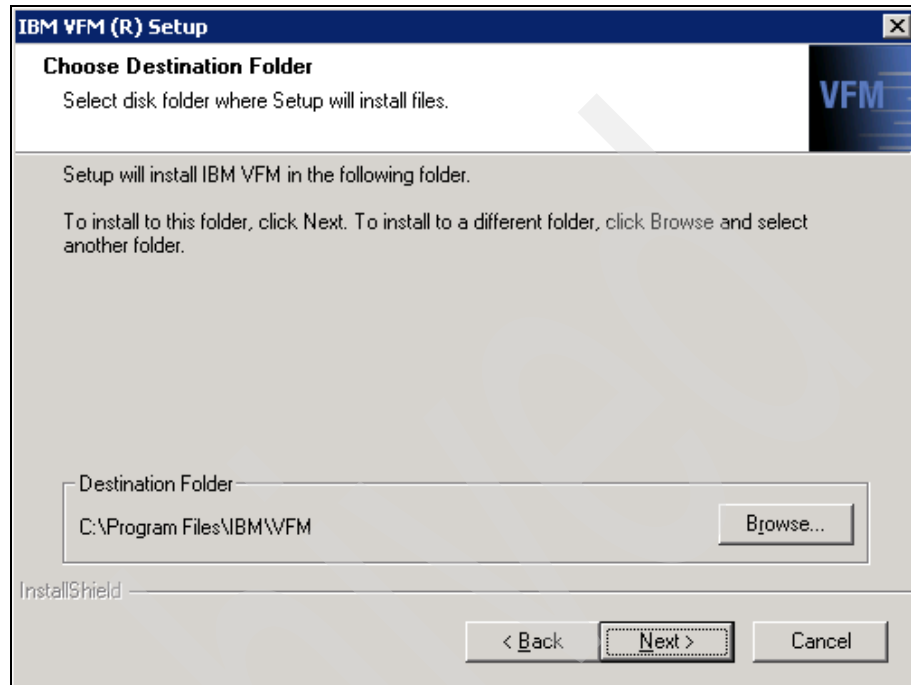 IBM VFM (R) Setup
Choose Destination Folder
Select disk folder where Setup will install files.
VFM
Setup will install IBM VFM in the following folder.
To install to this folder, click Next. To install to a different folder, click Browse and select
another folder.
Destination Folder
C:\Program Files\IBM\VFM
Browse...
InstallShield
< Back
Next >
Cancel